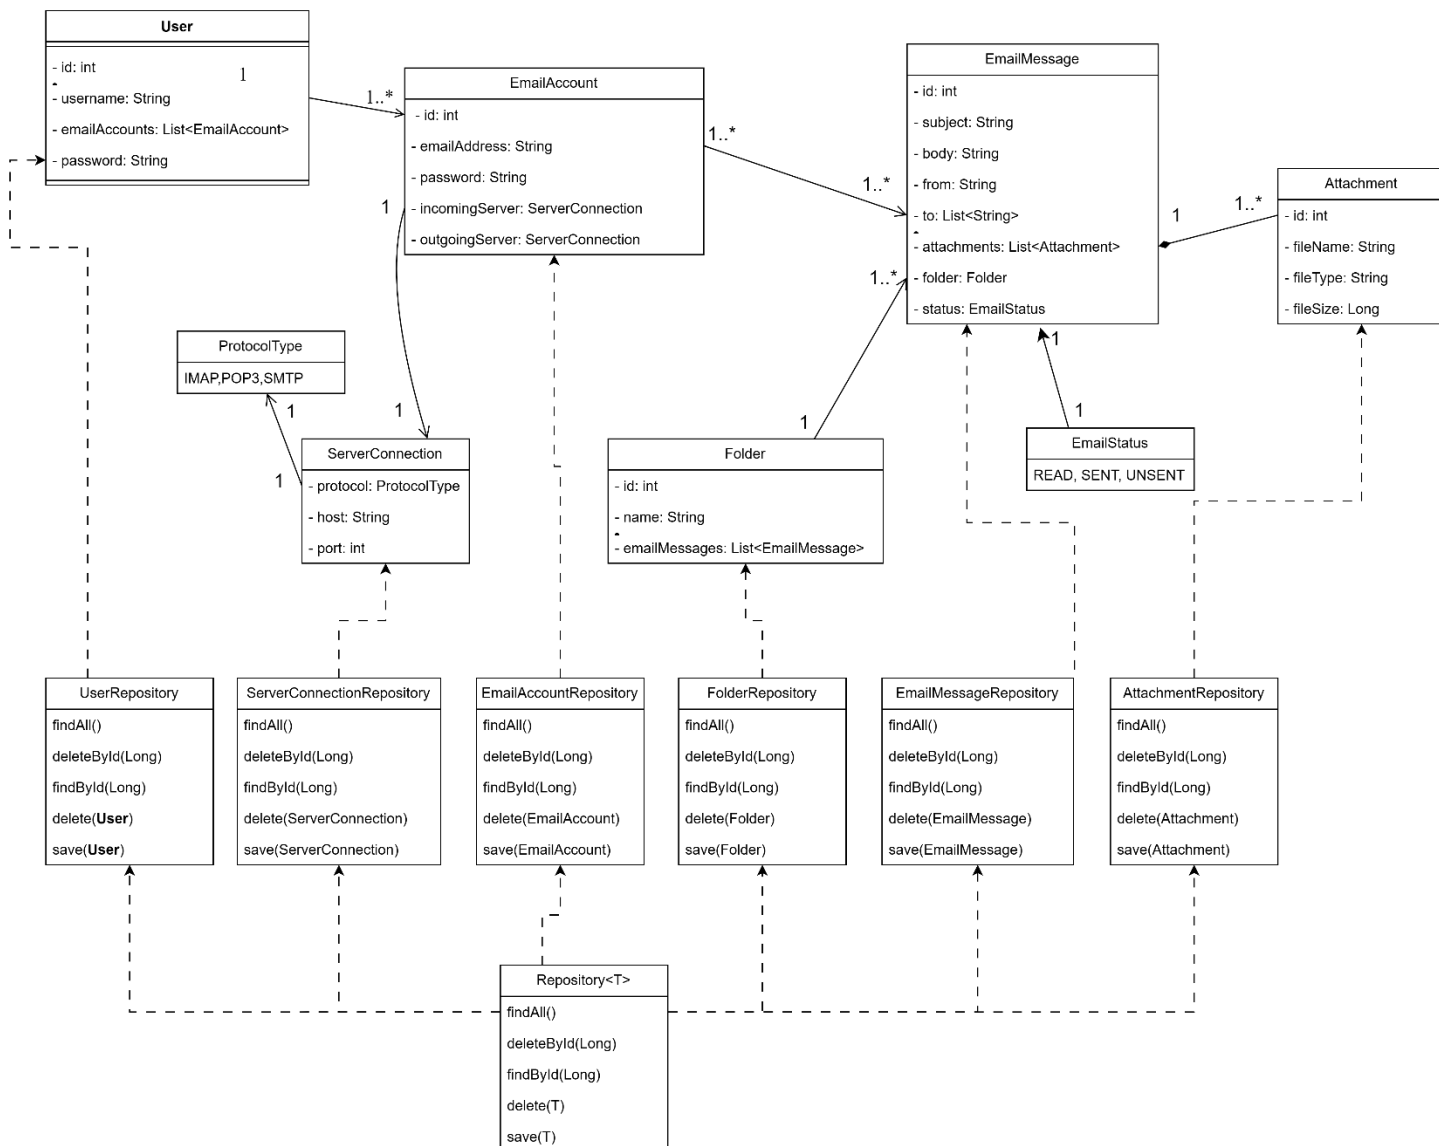 User
- id: int
- username: String
- emailAccounts: List<EmailAccount>
- password: String
1
1..*
EmailAccount
- id: int
- emailAddress: String
- password: String
- incomingServer: ServerConnection
- outgoingServer: ServerConnection
1..*
1..*
EmailMessage
- id: int
- subject: String
- body: String
- from: String
- to: List<String>
- attachments: List<Attachment>
- folder: Folder
- status: EmailStatus
1
1..*
Attachment
- id: int
- fileName: String
- fileType: String
- fileSize: Long
1
1
1..*
1
1
1
ProtocolType
IMAP,POP3,SMTP
1
1
ServerConnection
- protocol: ProtocolType
- host: String
- port: int
Folder
- id: int
- name: String
- emailMessages: List<EmailMessage>
EmailStatus
READ, SENT, UNSENT
UserRepository
findAll()
deleteById(Long)
findById(Long)
delete(User)
save(User)
ServerConnectionRepository
findAll()
deleteById(Long)
findById(Long)
delete(ServerConnection)
save(ServerConnection)
EmailAccountRepository
findAll()
deleteById(Long)
findById(Long)
delete(EmailAccount)
save(EmailAccount)
FolderRepository
findAll()
deleteById(Long)
findById(Long)
delete(Folder)
save(Folder)
EmailMessageRepository
findAll()
deleteById(Long)
findById(Long)
delete(EmailMessage)
save(EmailMessage)
AttachmentRepository
findAll()
deleteById(Long)
findById(Long)
delete(Attachment)
save(Attachment)
Repository<T>
findAll()
deleteById(Long)
findById(Long)
delete(T)
save(T)